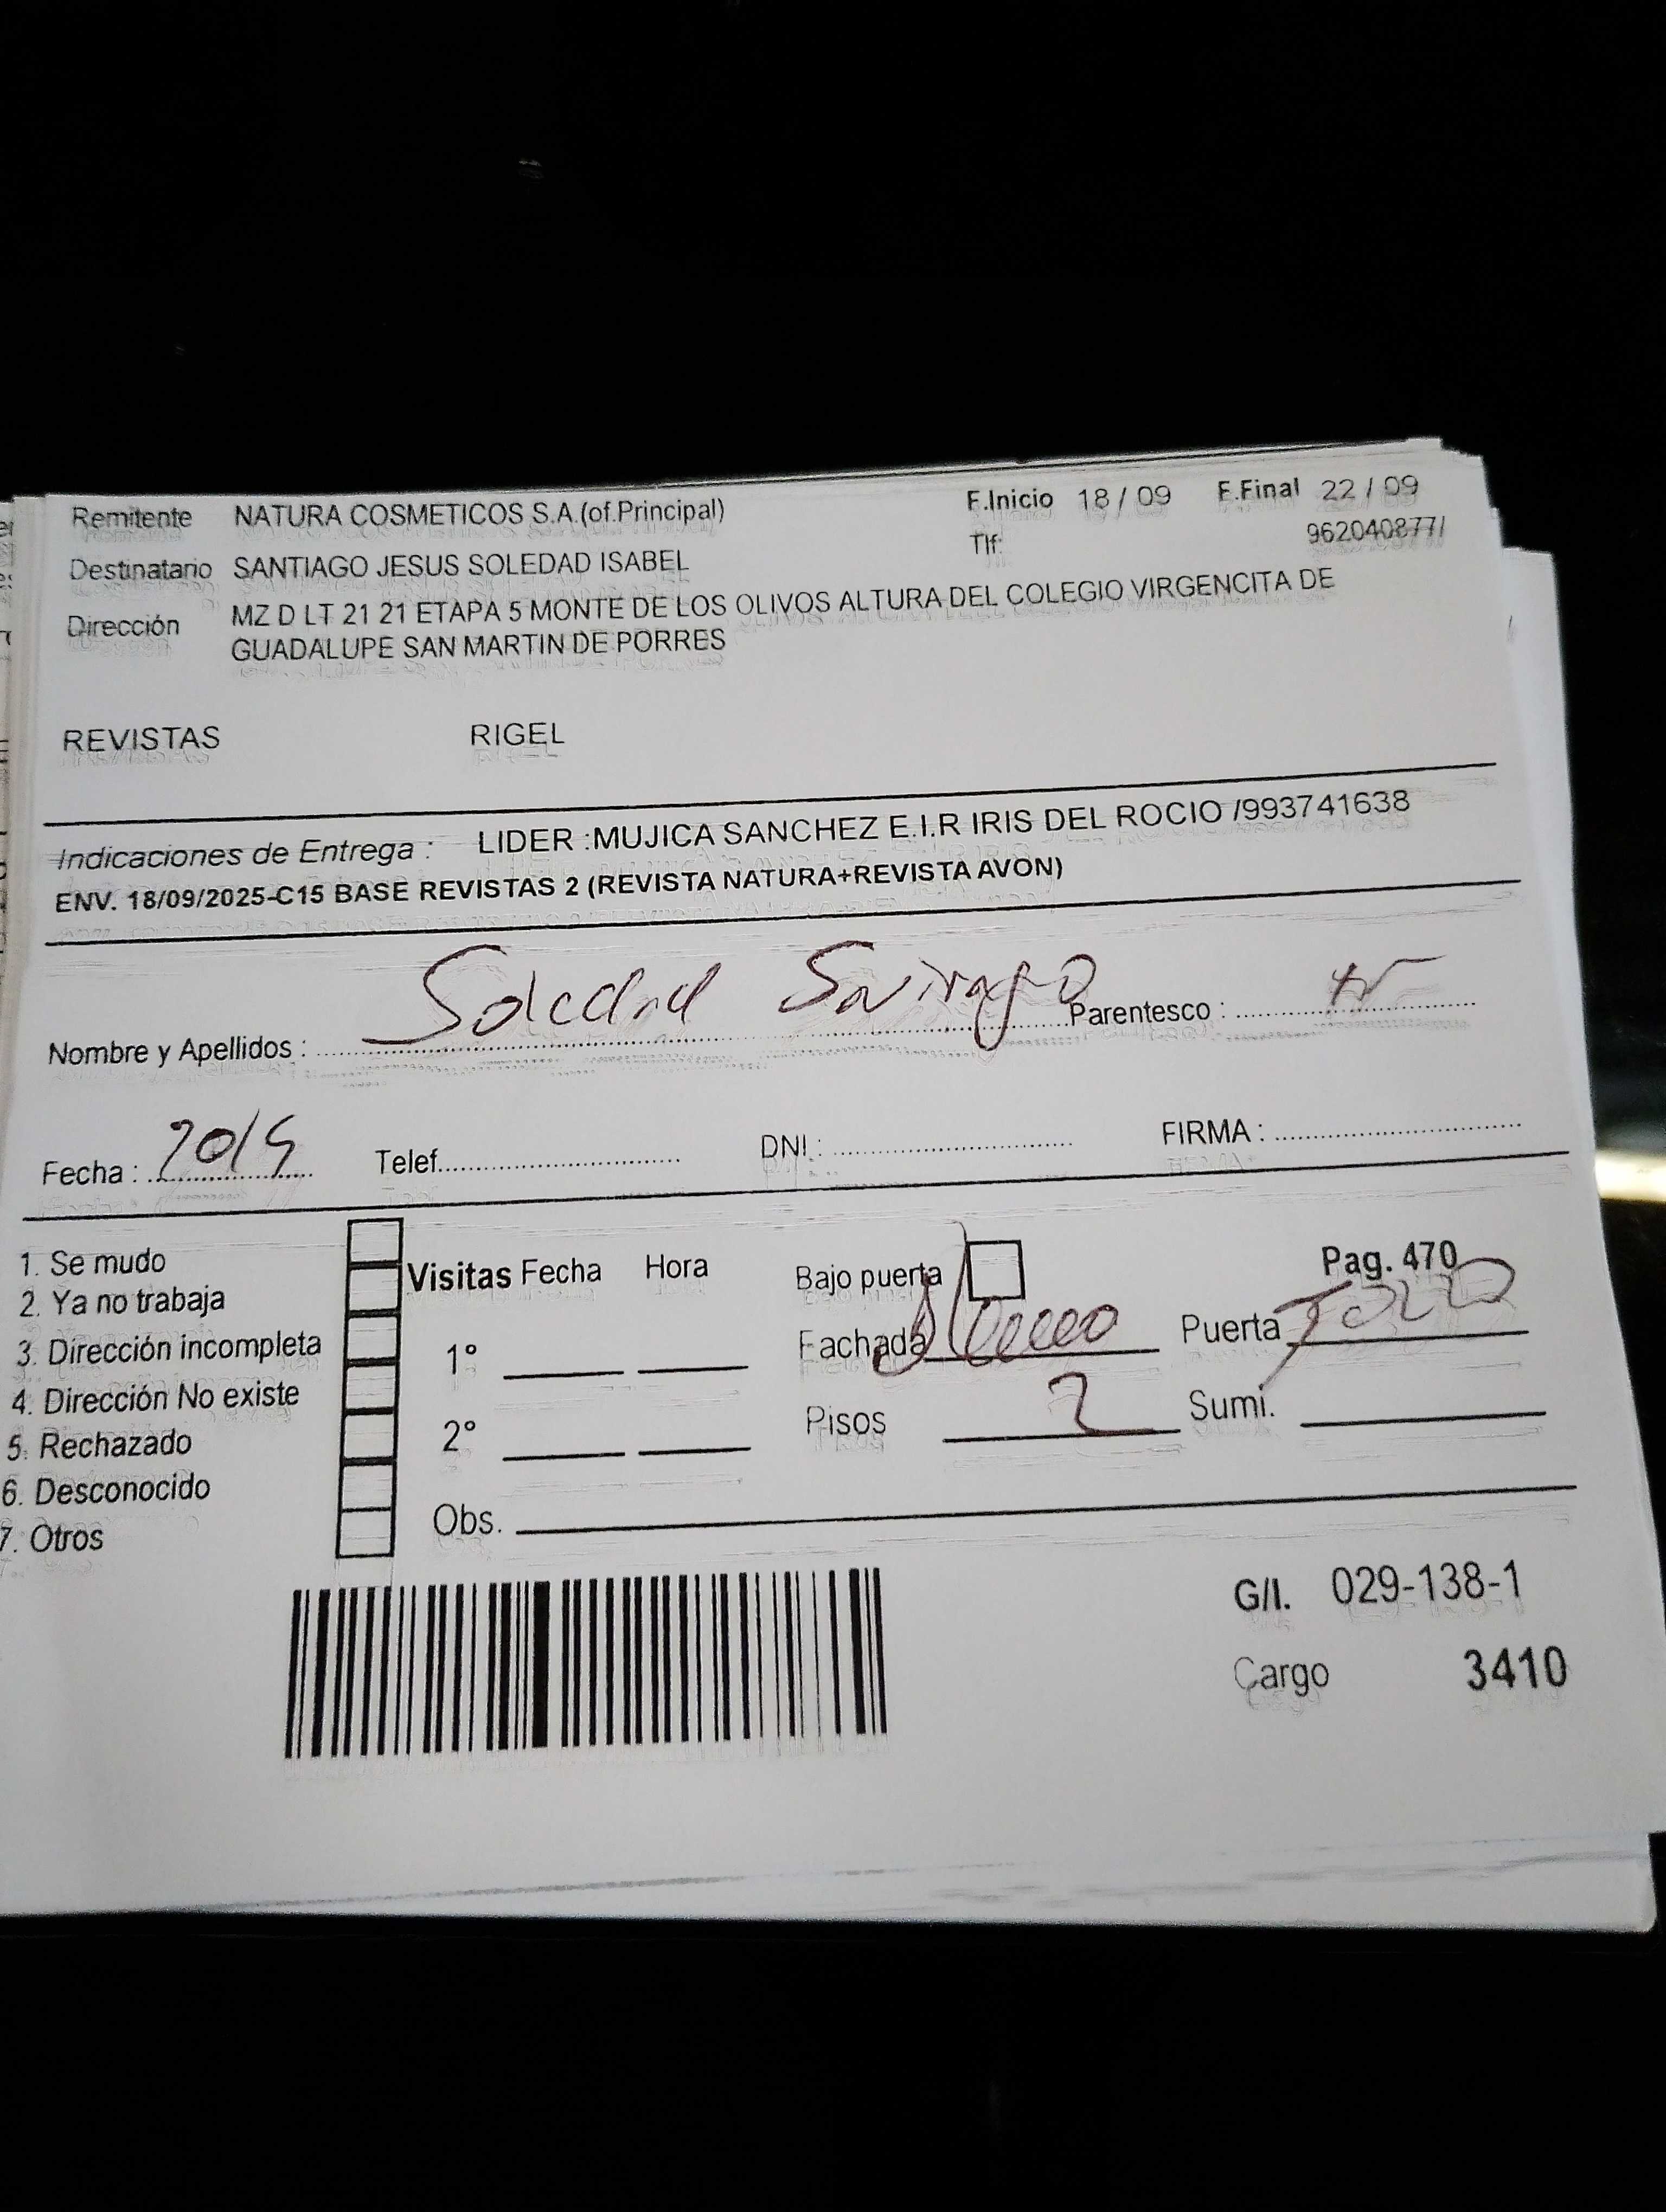 Remitente NATURA COSMETICOS S.A.(of.Principal) F.Inicio 18 / 09 F.Final 22 / 09
Tlf: 962040877/
Destinatario SANTIAGO JESUS SOLEDAD ISABEL
Dirección MZ D LT 21 21 ETAPA 5 MONTE DE LOS OLIVOS ALTURA DEL COLEGIO VIRGENCITA DE
GUADALUPE SAN MARTIN DE PORRES
REVISTAS RIGEL
Indicaciones de Entrega : LIDER :MUJICA SANCHEZ E.I.R IRIS DEL ROCIO /993741638
ENV. 18/09/2025-C15 BASE REVISTAS 2 (REVISTA NATURA+REVISTA AVON)
Nombre y Apellidos : Soledad Parentesco :
Fecha : Telef. DNI : FIRMA :
1. Se mudo
2. Ya no trabaja
3. Dirección incompleta
4. Dirección No existe
5. Rechazado
6. Desconocido
7. Otros
Visitas Fecha Hora
1°
2°
Obs.
Bajo puerta Pag. 470
Fachada Puerta
Pisos 2 Sumi.
G/I. 029-138-1
Cargo 3410